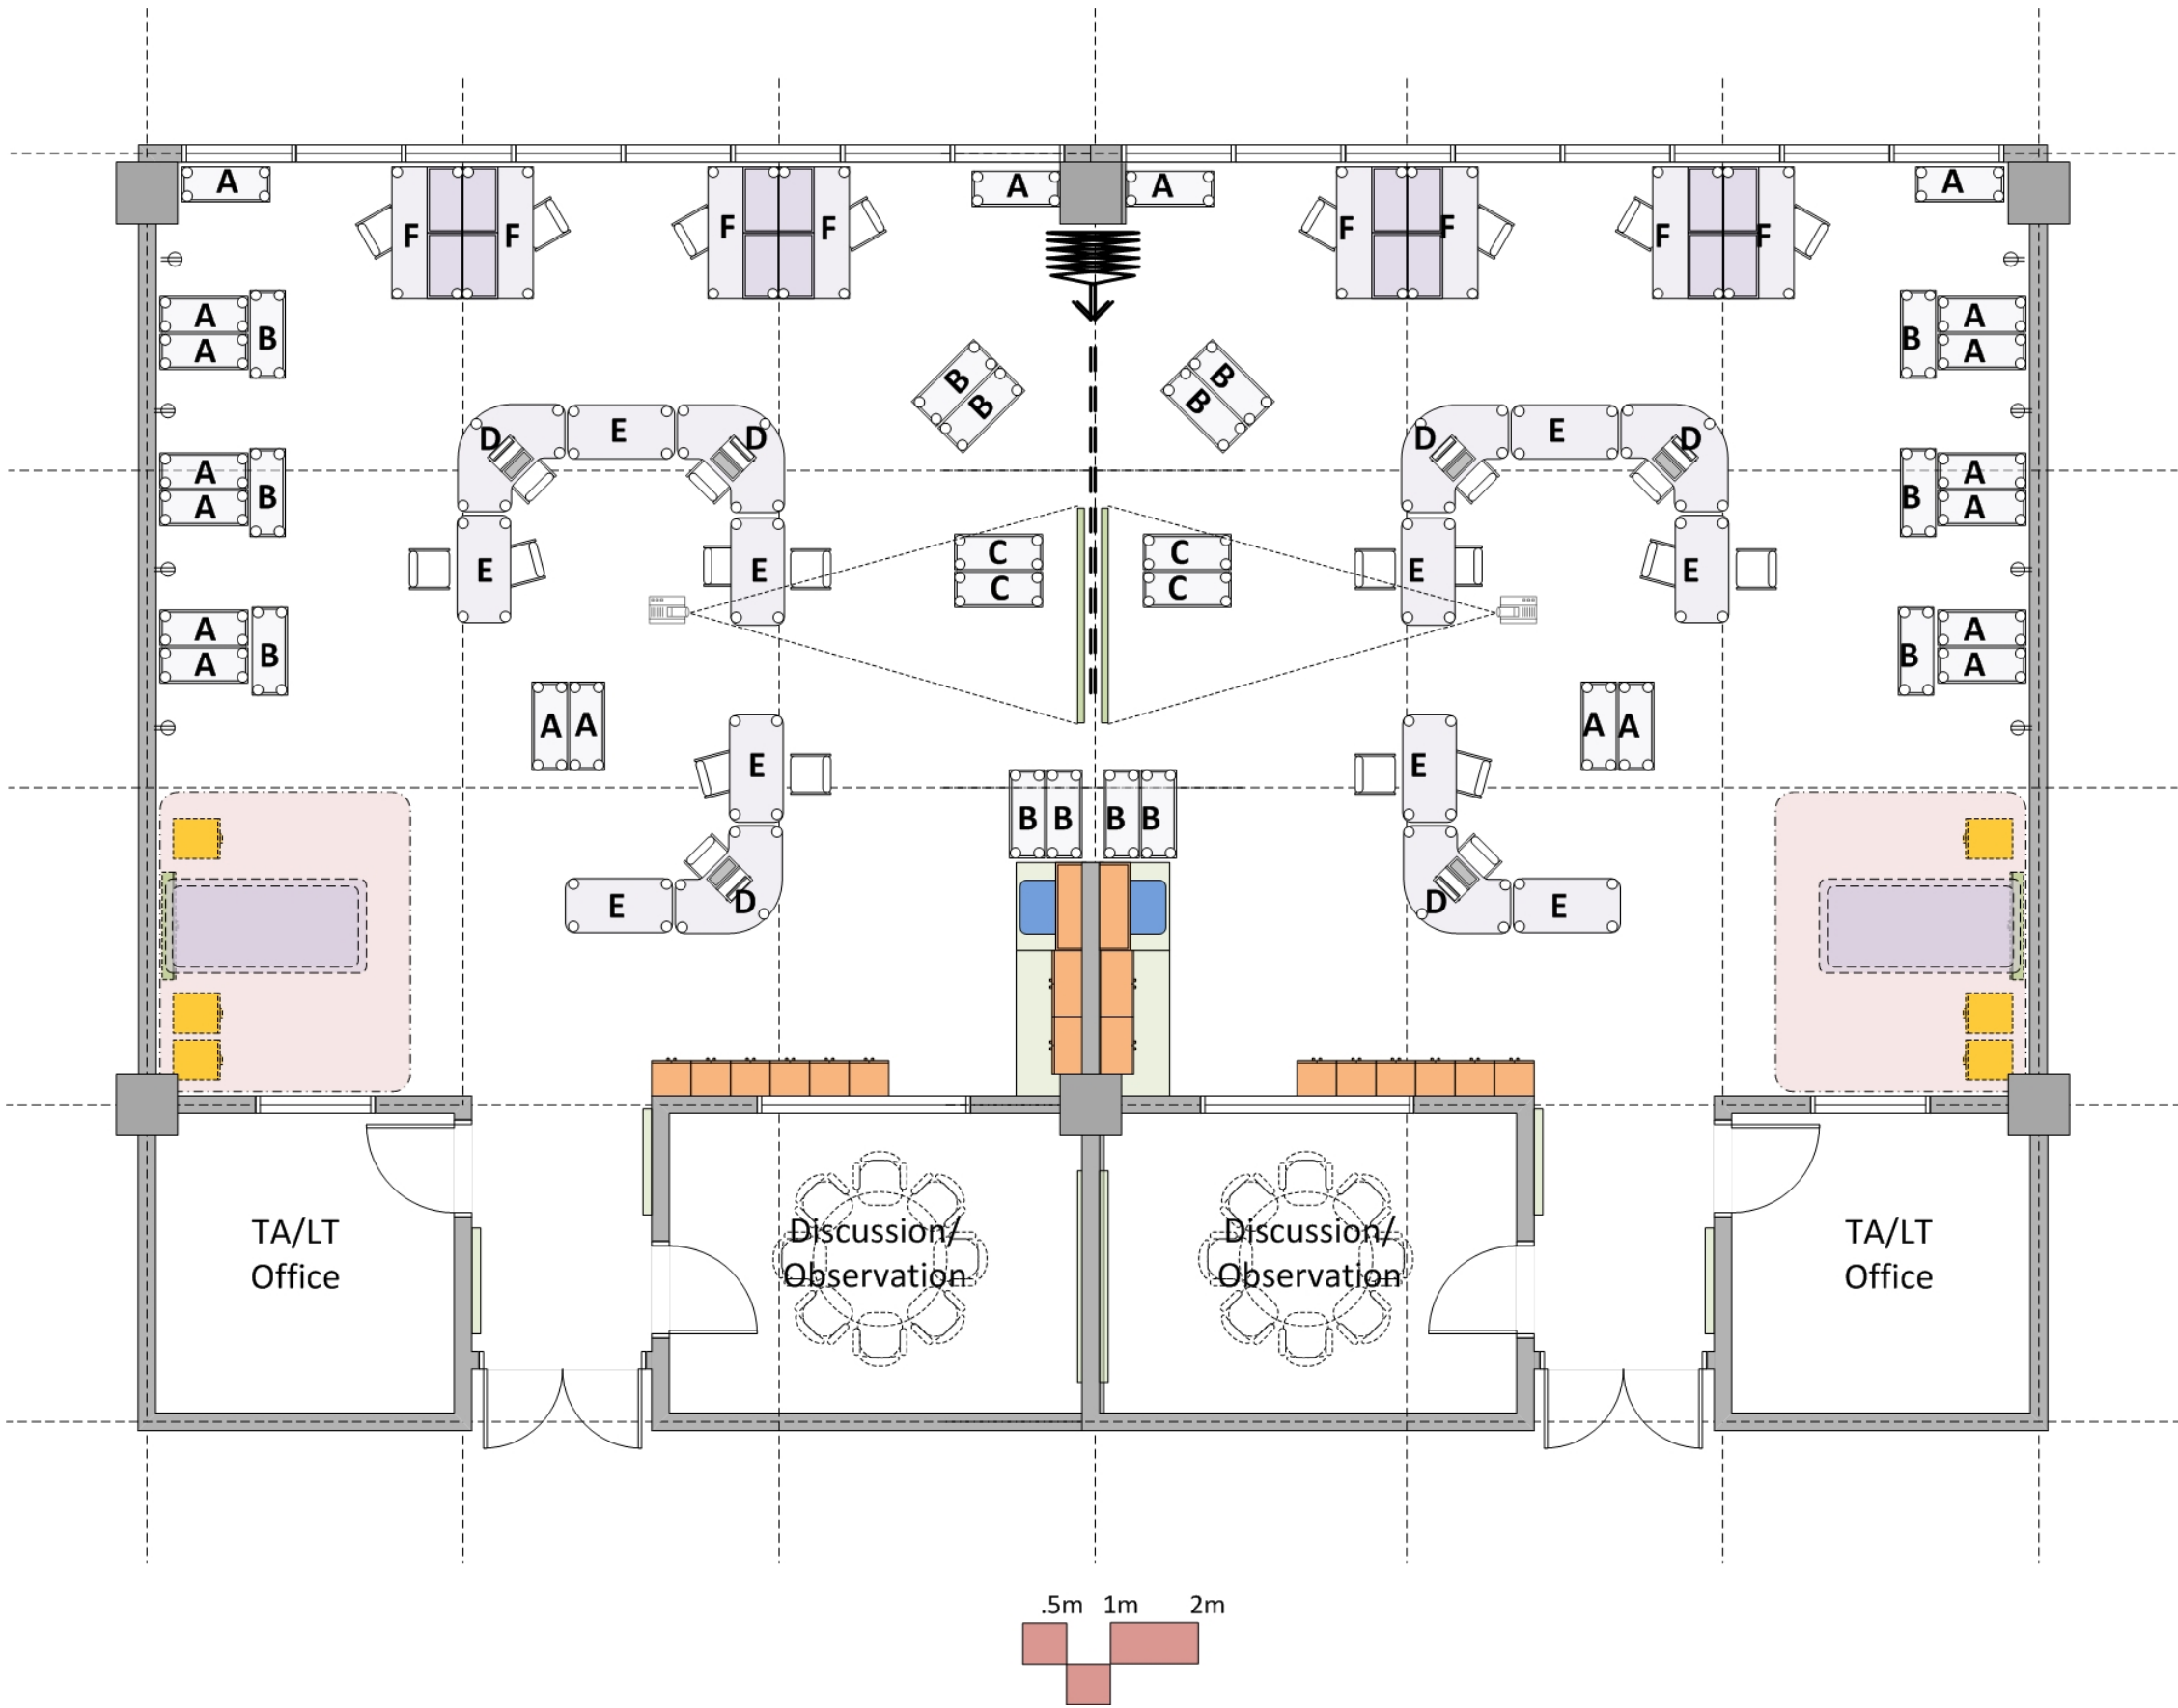 A A A A
F F F F F F F F
A B B A
A A
B B B B
D E D D E D
A B B A
A A
C C
E E C C E E
A B B A
A A
A A A A
E E
B B B B
E D D E
TA/LT Discussion/ Discussion/ TA/LT
Office Observation Observation Office
.5m 1m 2m